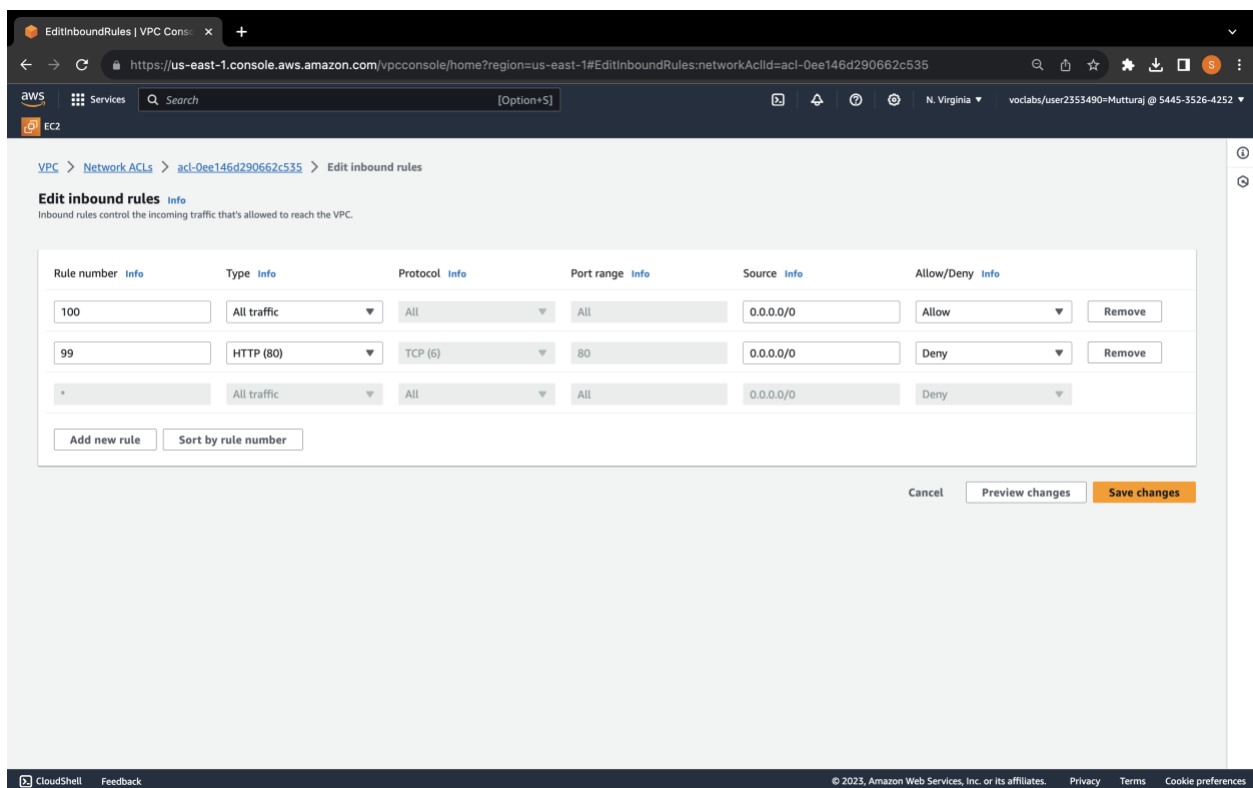 EditInboundRules | VPC Conso
https://us-east-1.console.aws.amazon.com/vpcconsole/home?region=us-east-1#EditInboundRules:networkAclId=acl-0ee146d290662c535
S
aws Services Search [Option+S] N. Virginia voclabs/user2353490=Mutturaj @ 5445-3526-4252
EC2
VPC > Network ACLs > acl-0ee146d290662c535 > Edit inbound rules
Edit inbound rules Info
Inbound rules control the incoming traffic that's allowed to reach the VPC.
Rule number Info Type Info Protocol Info Port range Info Source Info Allow/Deny Info
100 All traffic All All 0.0.0.0/0 Allow Remove
99 HTTP (80) TCP (6) 80 0.0.0.0/0 Deny Remove
* All traffic All All 0.0.0.0/0 Deny
Add new rule Sort by rule number
Cancel Preview changes Save changes
CloudShell Feedback © 2023, Amazon Web Services, Inc. or its affiliates. Privacy Terms Cookie preferences